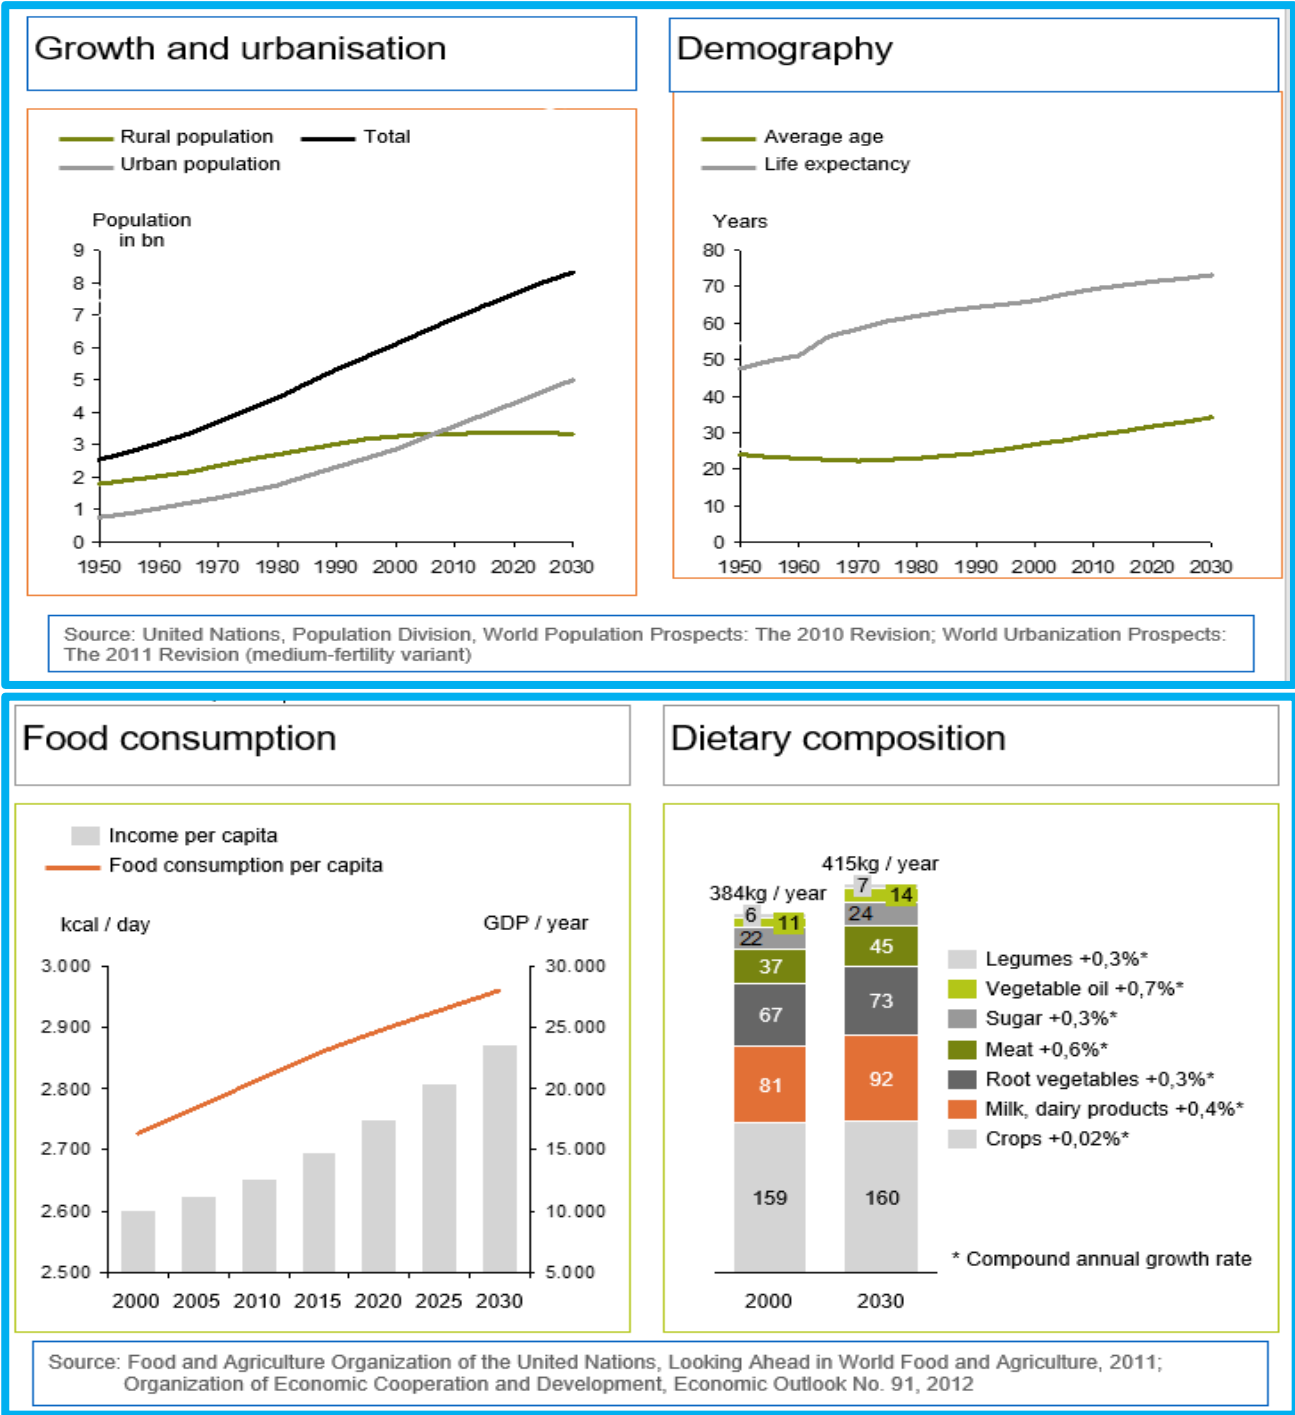 Growth and urbanisation
Rural population
Total
Urban population
Population
in bn
9
8
7
6
5
4
3
2
1
0
1950 1960 1970 1980 1990 2000 2010 2020 2030
Demography
Average age
Life expectancy
Years
80
70
60
50
40
30
20
10
0
1950 1960 1970 1980 1990 2000 2010 2020 2030
Source: United Nations, Population Division, World Population Prospects: The 2010 Revision; World Urbanization Prospects:
The 2011 Revision (medium-fertility variant)
Food consumption
Income per capita
Food consumption per capita
kcal / day
GDP / year
3.000
2.900
2.800
2.700
2.600
2.500
30.000
25.000
20.000
15.000
10.000
5.000
2000 2005 2010 2015 2020 2025 2030
Dietary composition
384kg / year
6
11
22
37
67
81
159
2000
415kg / year
7
14
24
45
73
92
160
2030
Legumes +0,3%*
Vegetable oil +0,7%*
Sugar +0,3%*
Meat +0,6%*
Root vegetables +0,3%*
Milk, dairy products +0,4%*
Crops +0,02%*
* Compound annual growth rate
Source: Food and Agriculture Organization of the United Nations, Looking Ahead in World Food and Agriculture, 2011;
Organization of Economic Cooperation and Development, Economic Outlook No. 91, 2012